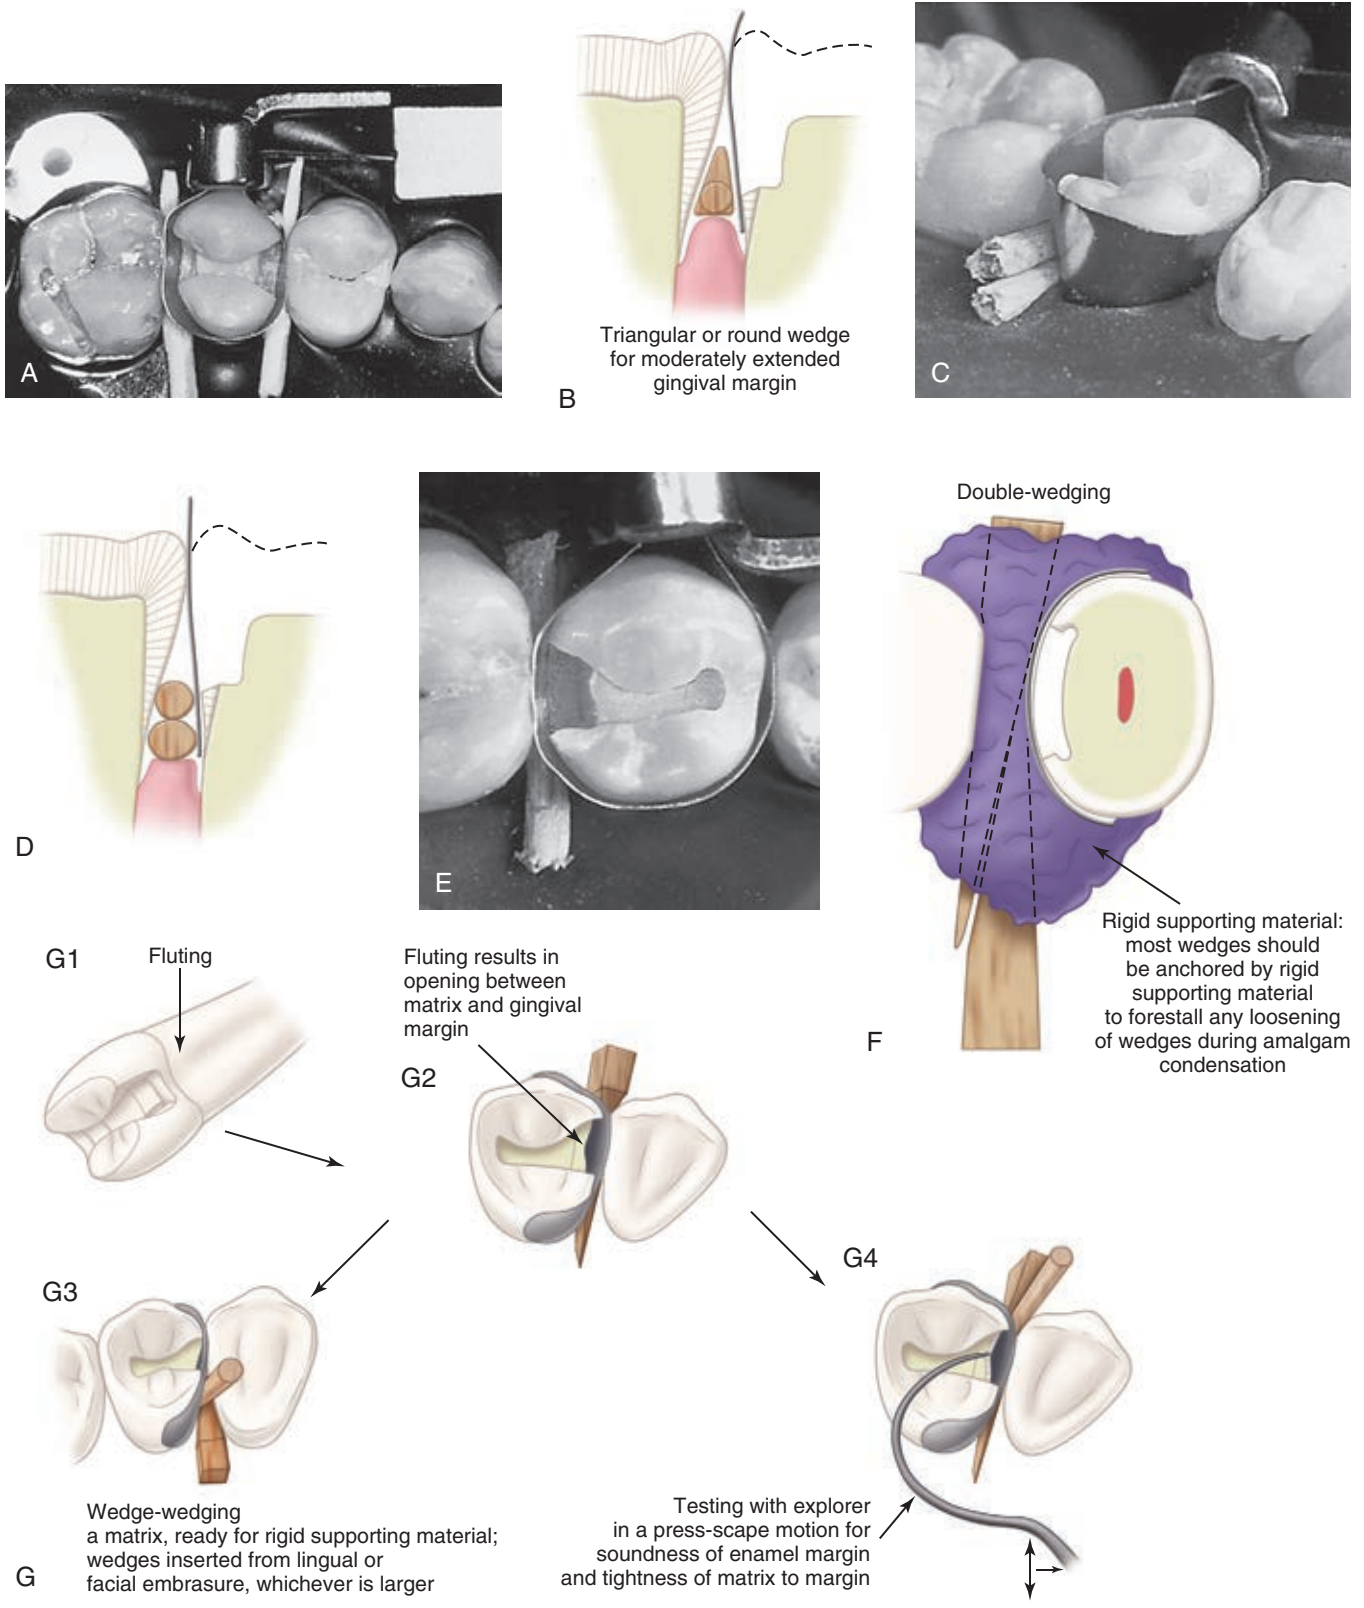 A
Triangular or round wedge
for moderately extended
gingival margin
B
C
D
E
Double-wedging
Rigid supporting material:
most wedges should
be anchored by rigid
supporting material
to forestall any loosening
of wedges during amalgam
condensation
F
G1
Fluting
Fluting results in
opening between
matrix and gingival
margin
G2
G3
Wedge-wedging
a matrix, ready for rigid supporting material;
wedges inserted from lingual or
facial embrasure, whichever is larger
G
G4
Testing with explorer
in a press-scape motion for
soundness of enamel margin
and tightness of matrix to margin